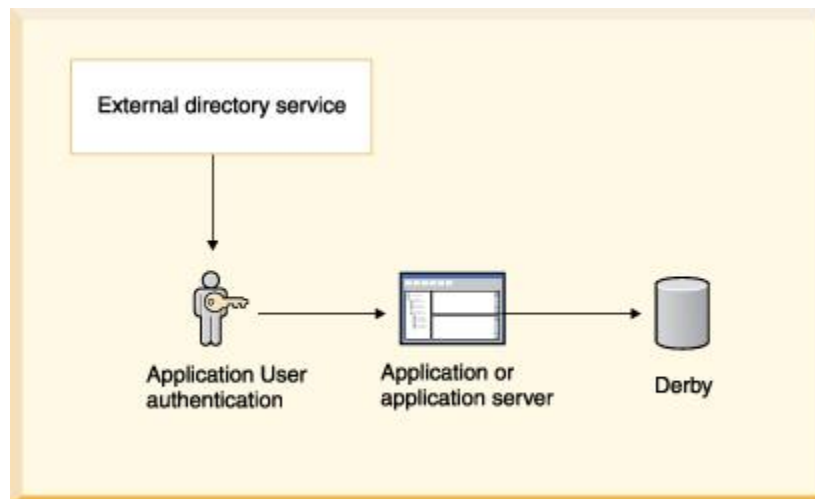 External directory service
Application User
authentication
Application or
application server
Derby